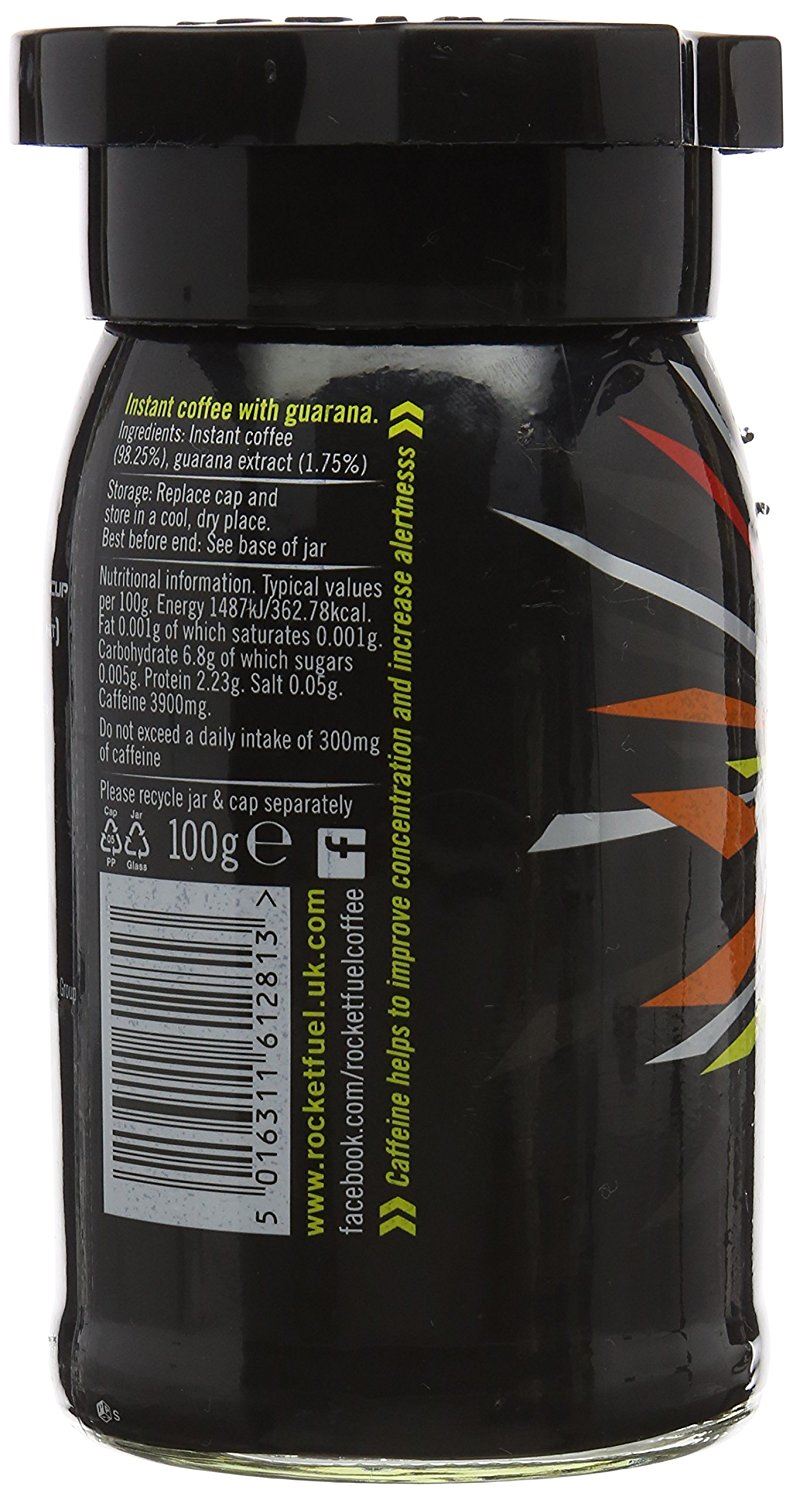 Instant coffee with guarana.
Ingredients: Instant coffee
(98.25%), guarana extract (1.75%)
Storage: Replace cap and
store in a cool, dry place.
Best before end: See base of jar
Nutritional information. Typical values
per 100g. Energy 1487kJ/362.78kcal.
Fat 0.001g of which saturates 0.001g.
Carbohydrate 6.8g of which sugars
0.005g. Protein 2.23g. Salt 0.05g.
Caffeine 3900mg.
Do not exceed a daily intake of 300mg
of caffeine
Please recycle jar & cap separately
Cap Jar
05
PP Glass
100g e
f
5 016311 612813 >
www.rocketfuel.uk.com
facebook.com/rocketfuelcoffee
Caffeine helps to improve concentration and increase alertnesss
CUP
Group
S